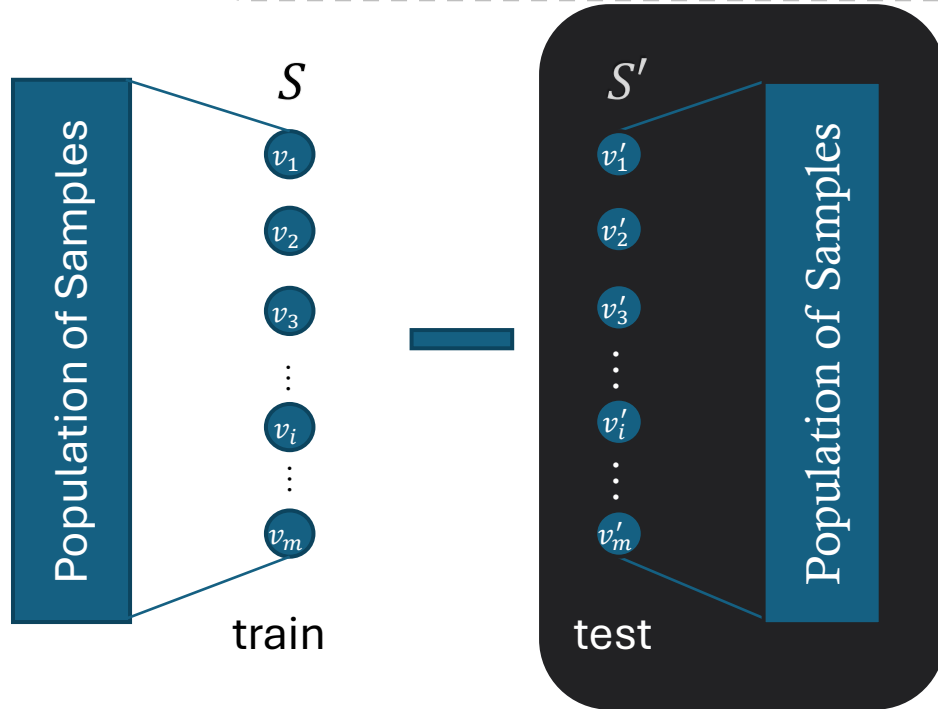 Population of Samples
S
v₁
v₂
v₃
⋮
vᵢ
⋮
vₘ
train
S′
v′₁
v′₂
v′₃
⋮
v′ᵢ
⋮
v′ₘ
test
Population of Samples